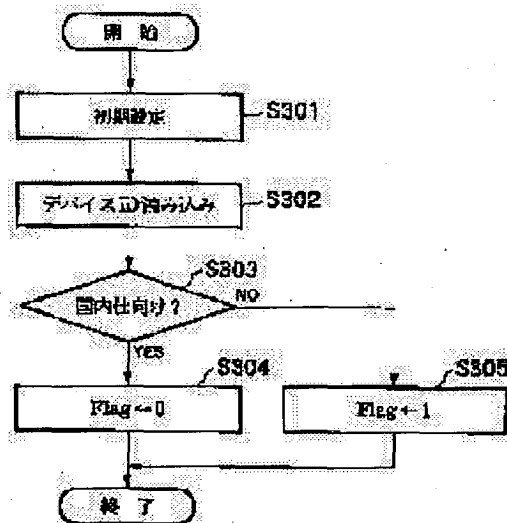 開 始
初期設定
S301
デバイスID読み込み
S302
S303
国内仕向け?
NO
YES
S304
S305
Flag←0
Flag←1
終 了